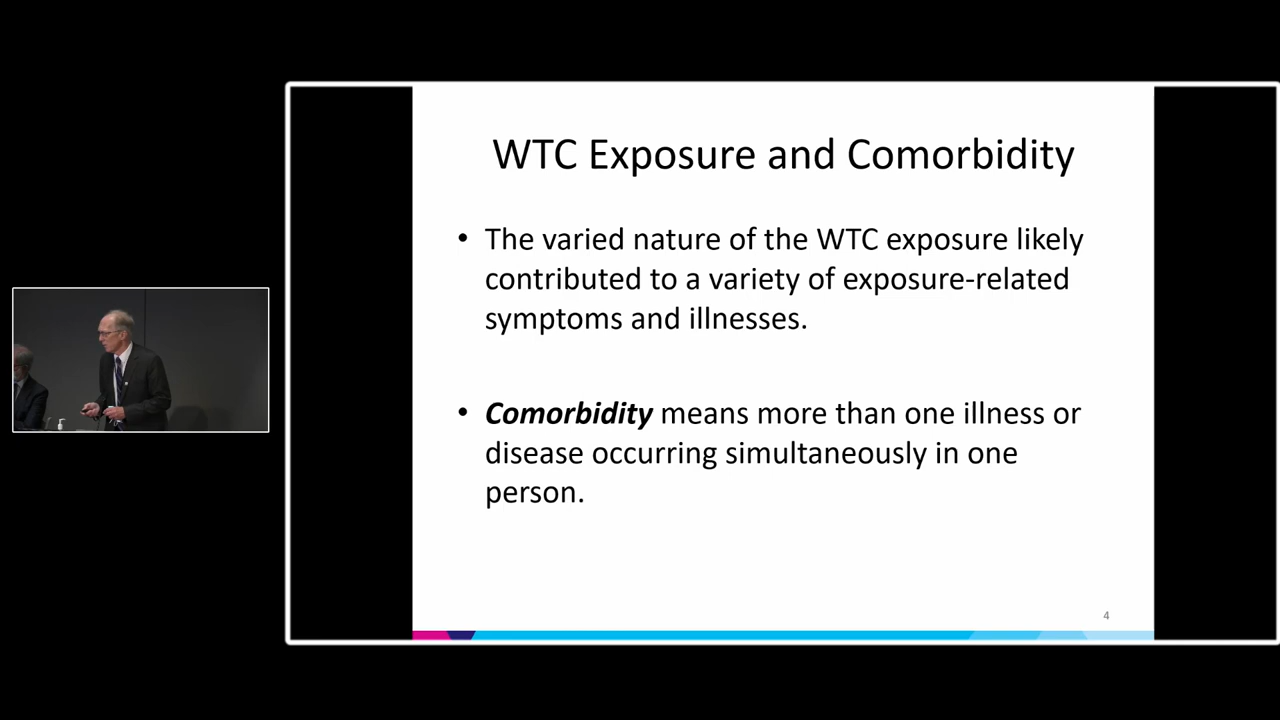 WTC Exposure and Comorbidity
• The varied nature of the WTC exposure likely
contributed to a variety of exposure-related
symptoms and illnesses.
• Comorbidity means more than one illness or
disease occurring simultaneously in one
person.
4